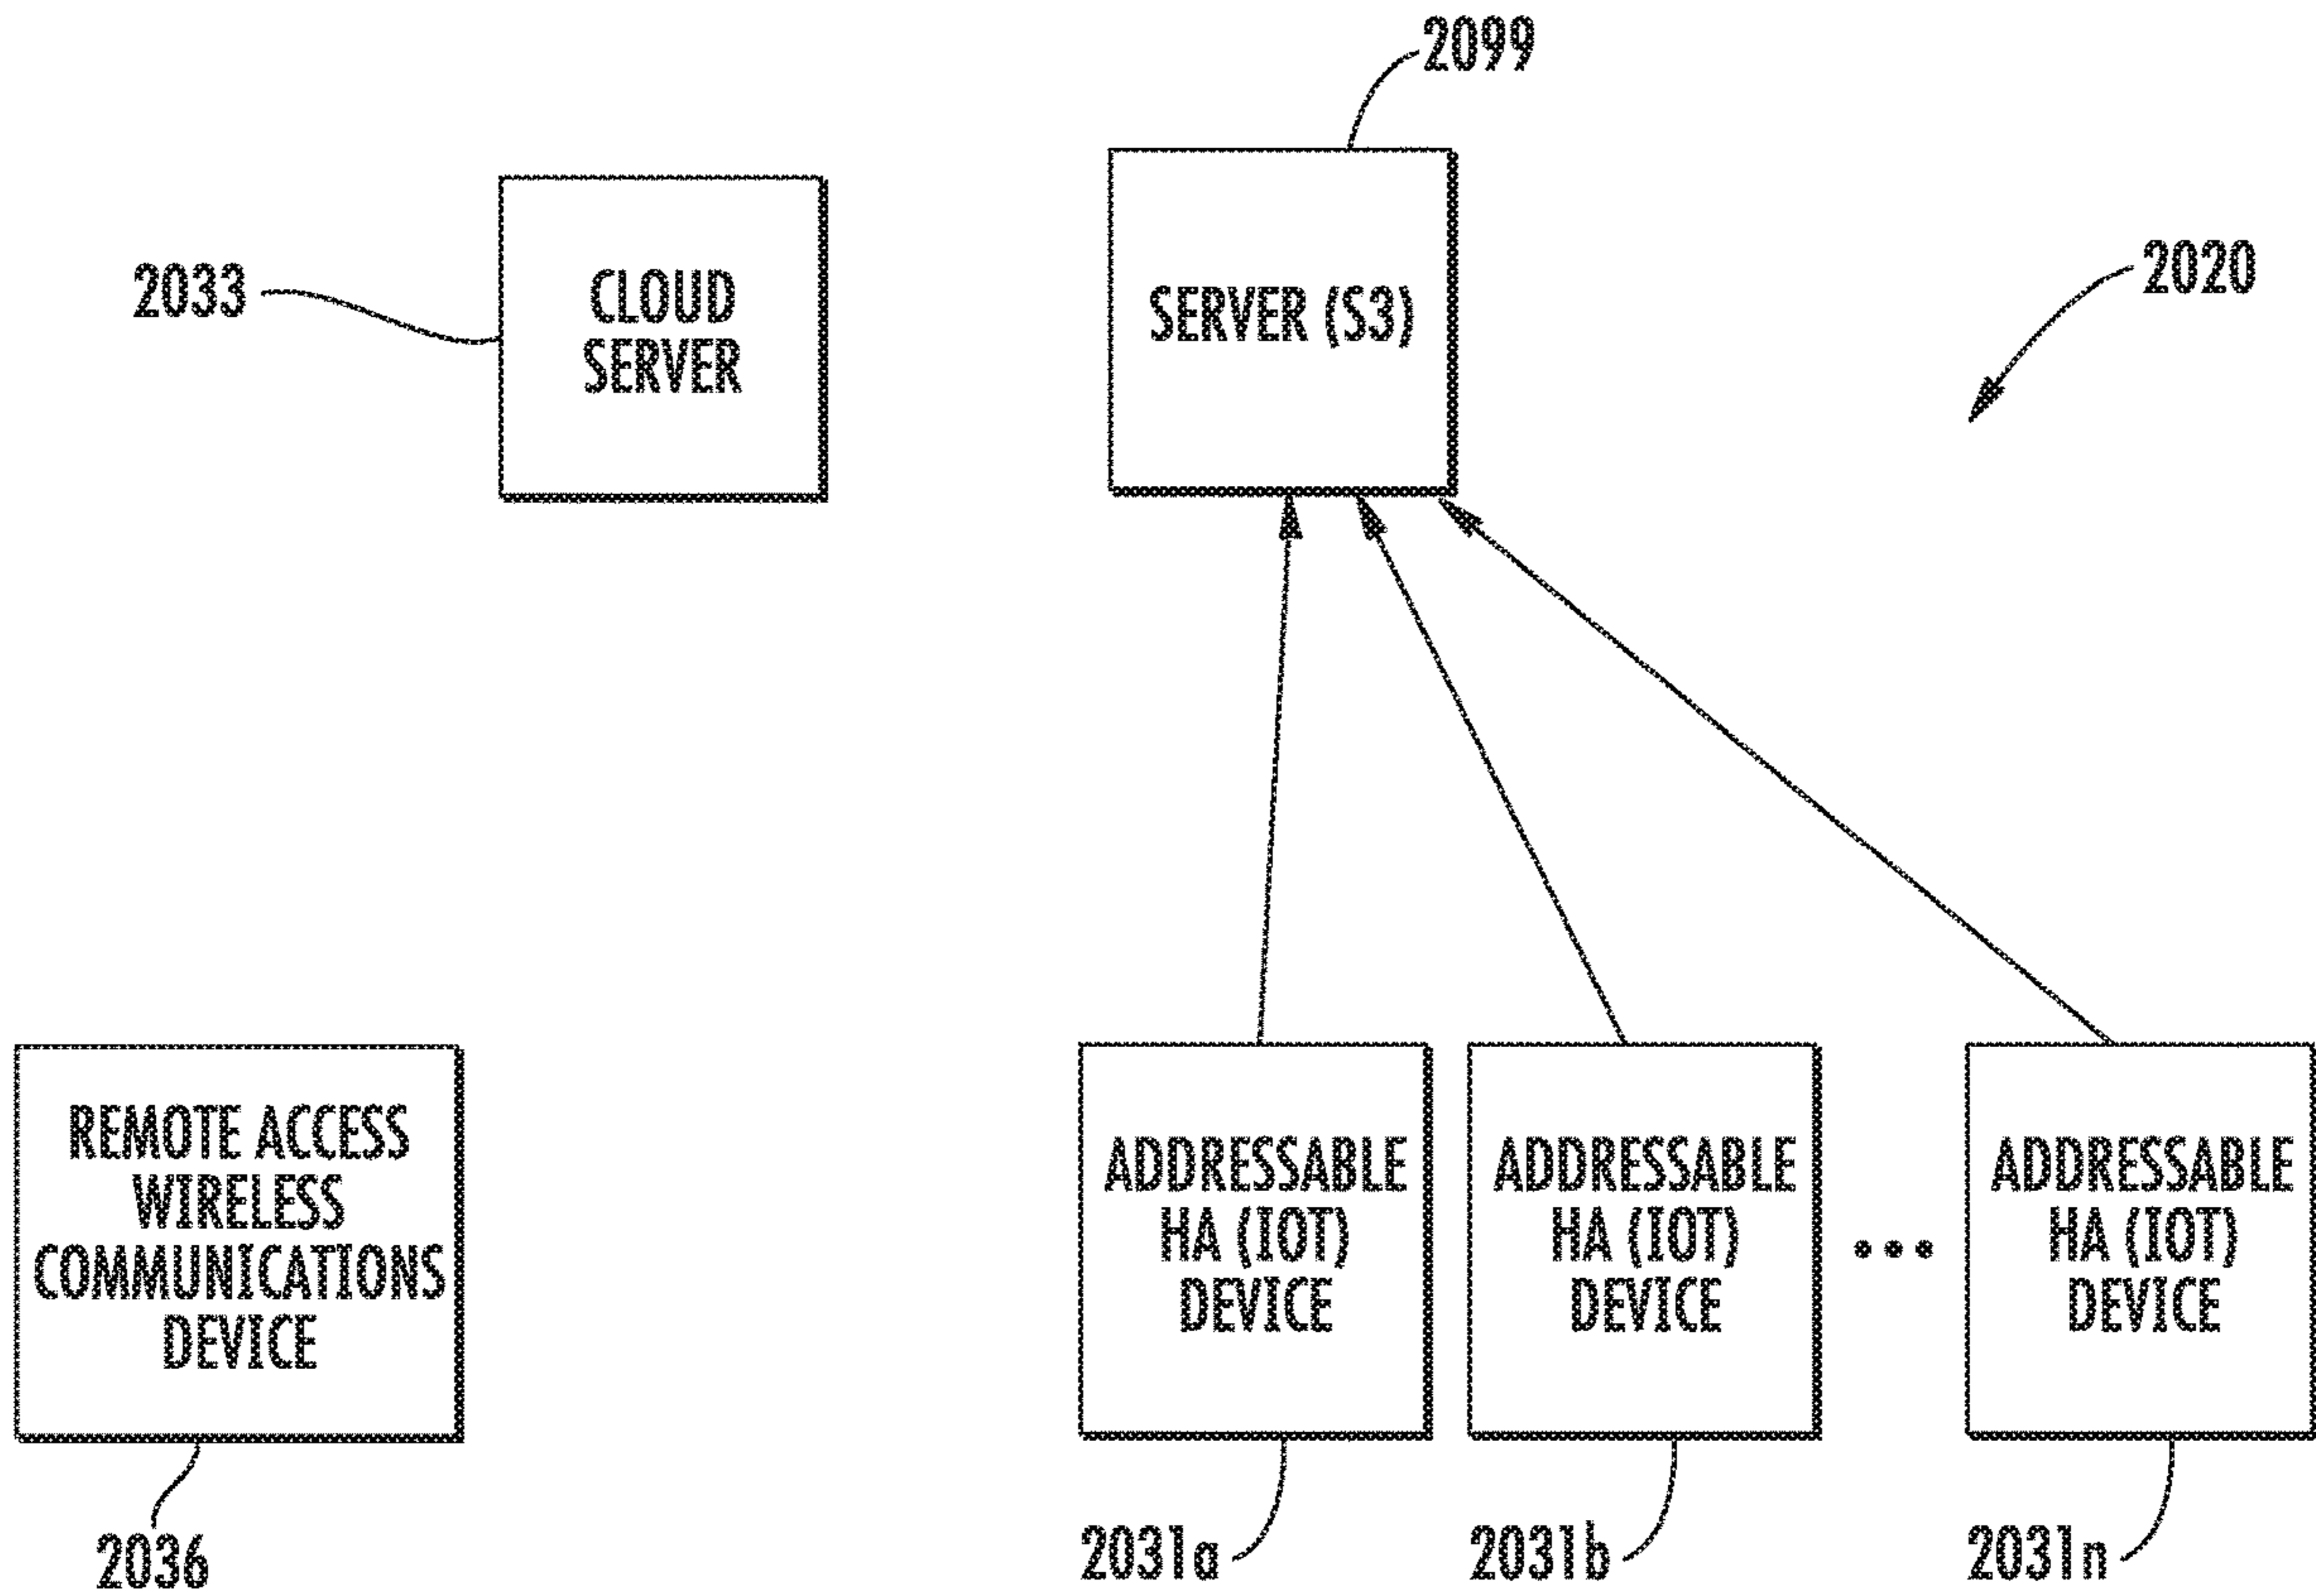 2099
2033
CLOUD
SERVER
SERVER (S3)
2020
REMOTE ACCESS
WIRELESS
COMMUNICATIONS
DEVICE
ADDRESSABLE
HA (IOT)
DEVICE
ADDRESSABLE
HA (IOT)
DEVICE
•••
ADDRESSABLE
HA (IOT)
DEVICE
2036
2031a
2031b
2031n